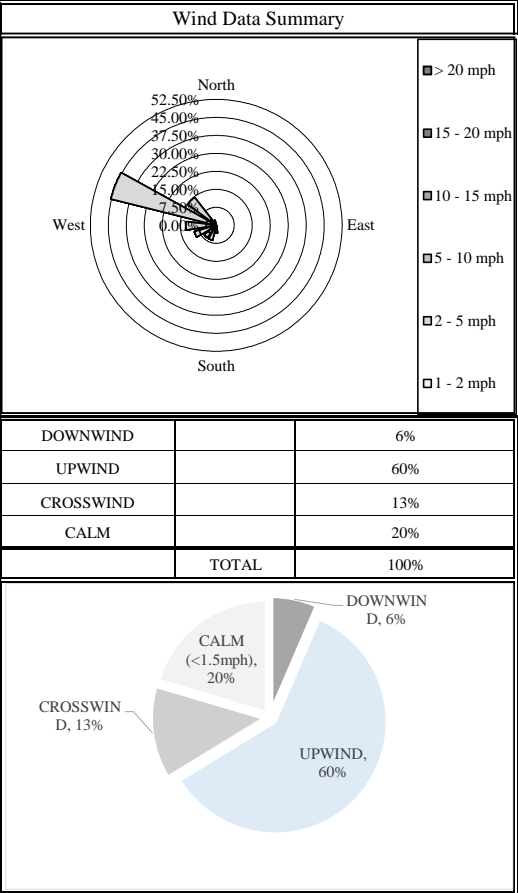 Wind Data Summary
North
52.50%
45.00%
37.50%
30.00%
22.50%
15.00%
7.50%
0.00%
West
East
South
> 20 mph
15 - 20 mph
10 - 15 mph
5 - 10 mph
2 - 5 mph
1 - 2 mph
DOWNWIND 6%
UPWIND 60%
CROSSWIND 13%
CALM 20%
TOTAL 100%
DOWNWIN
D, 6%
CALM
(<1.5mph),
20%
CROSSWIN
D, 13%
UPWIND,
60%